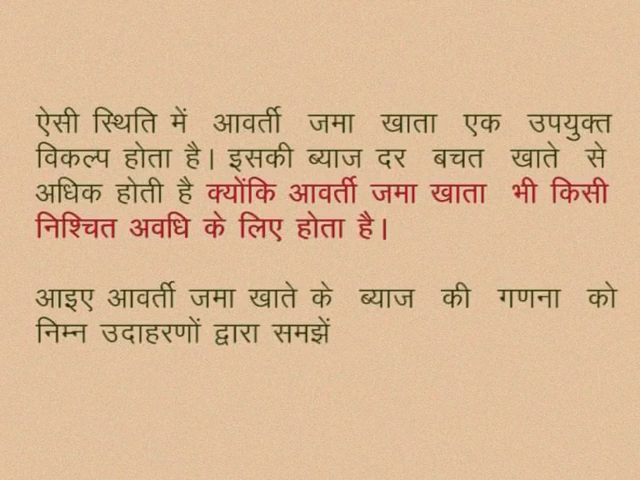 ऐसी स्थिति में आवर्ती जमा खाता एक उपयुक्त
विकल्प होता है। इसकी ब्याज दर बचत खाते से
अधिक होती है क्योंकि आवर्ती जमा खाता भी किसी
निश्चित अवधि के लिए होता है।
आइए आवर्ती जमा खाते के ब्याज की गणना को
निम्न उदाहरणों द्वारा समझें